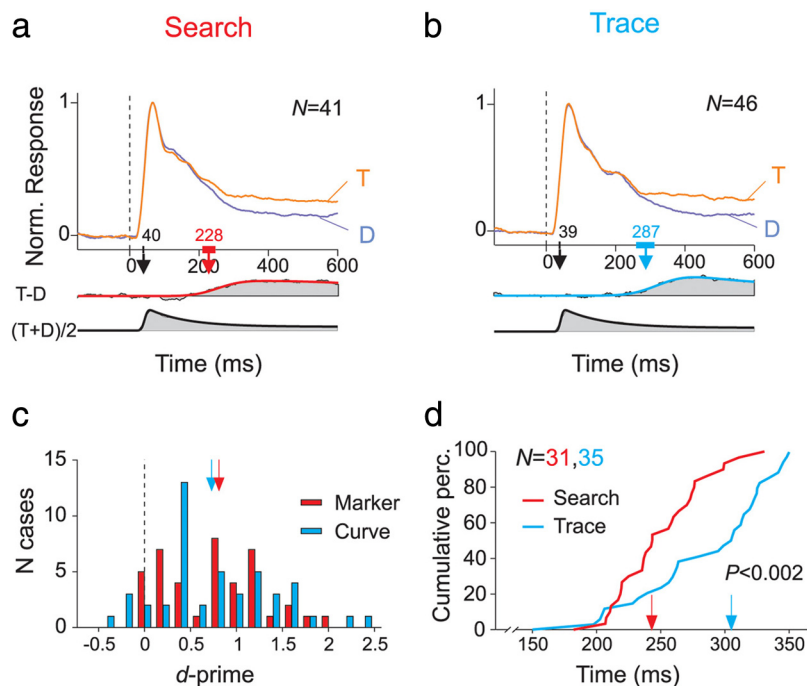 a
Search
Norm. Response
1
0
N=41
T
D
40
228
0 200 400 600
T-D
(T+D)/2
Time (ms)
b
Trace
1
0
N=46
T
D
39
287
0 200 400 600
Time (ms)
c
N cases
15
10
5
1
Marker
Curve
-0.5 0 0.5 1 1.5 2 2.5
d-prime
d
Cumulative perc.
100
80
60
40
20
0
N=31,35
Search
Trace
P<0.002
150 200 250 300 350
Time (ms)